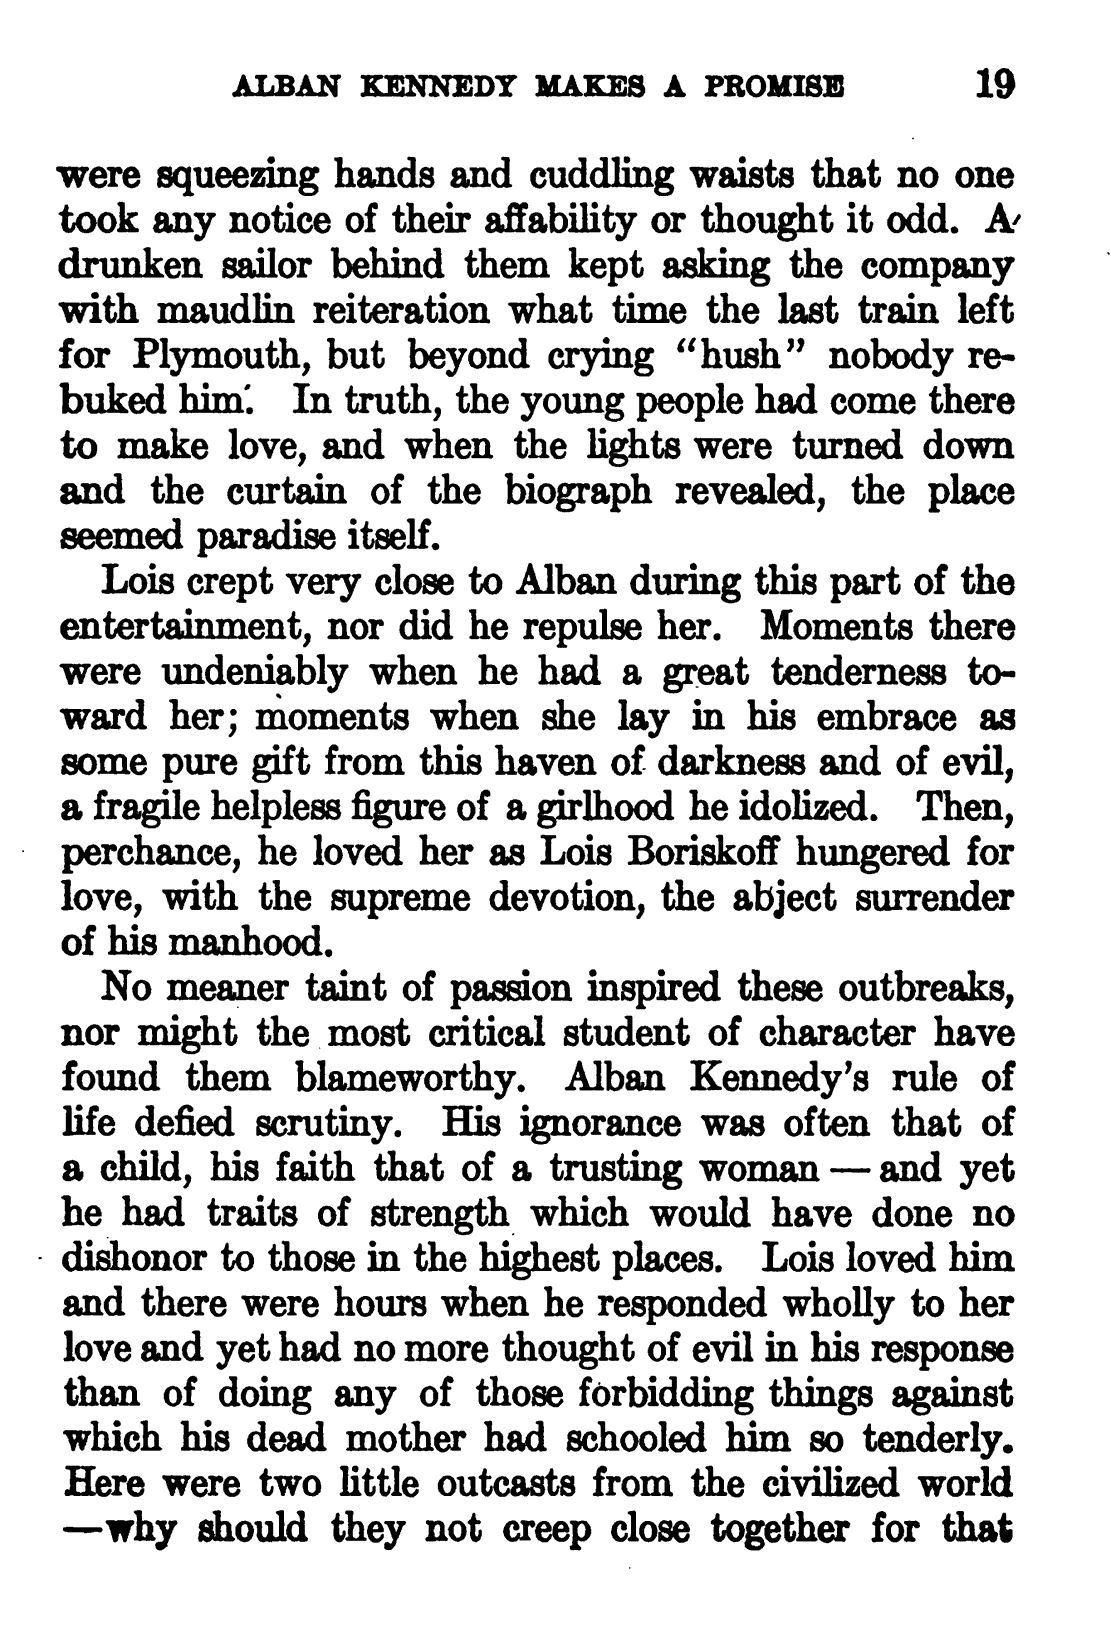 ALBAN KENNEDY MAKES A PROMISE 19
were squeezing hands and cuddling waists that no one
took any notice of their affability or thought it odd. A
drunken sailor behind them kept asking the company
with maudlin reiteration what time the last train left
for Plymouth, but beyond crying “hush” nobody re-
buked him. In truth, the young people had come there
to make love, and when the lights were turned down
and the curtain of the biograph revealed, the place
seemed paradise itself.
Lois crept very close to Alban during this part of the
entertainment, nor did he repulse her. Moments there
were undeniably when he had a great tenderness to-
ward her; moments when she lay in his embrace as
some pure gift from this haven of darkness and of evil,
a fragile helpless figure of a girlhood he idolized. Then,
perchance, he loved her as Lois Boriskoff hungered for
love, with the supreme devotion, the abject surrender
of his manhood.
No meaner taint of passion inspired these outbreaks,
nor might the most critical student of character have
found them blameworthy. Alban Kennedy’s rule of
life defied scrutiny. His ignorance was often that of
a child, his faith that of a trusting woman — and yet
he had traits of strength which would have done no
dishonor to those in the highest places. Lois loved him
and there were hours when he responded wholly to her
love and yet had no more thought of evil in his response
than of doing any of those forbidding things against
which his dead mother had schooled him so tenderly.
Here were two little outcasts from the civilized world
—why should they not creep close together for that